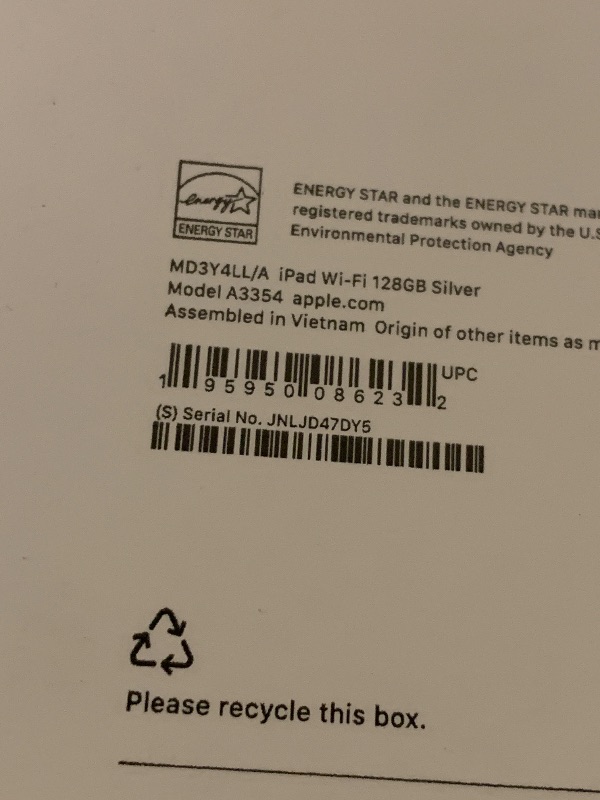 energy
ENERGY STAR
ENERGY STAR and the ENERGY STAR
registered trademarks owned by the
Environmental Protection Agency
MD3Y4LL/A iPad Wi-Fi 128GB Silver
Model A3354 apple.com
Assembled in Vietnam Origin of other items as
UPC
1 95950 08623 2
(S) Serial No. JNLJD47DY5
Please recycle this box.